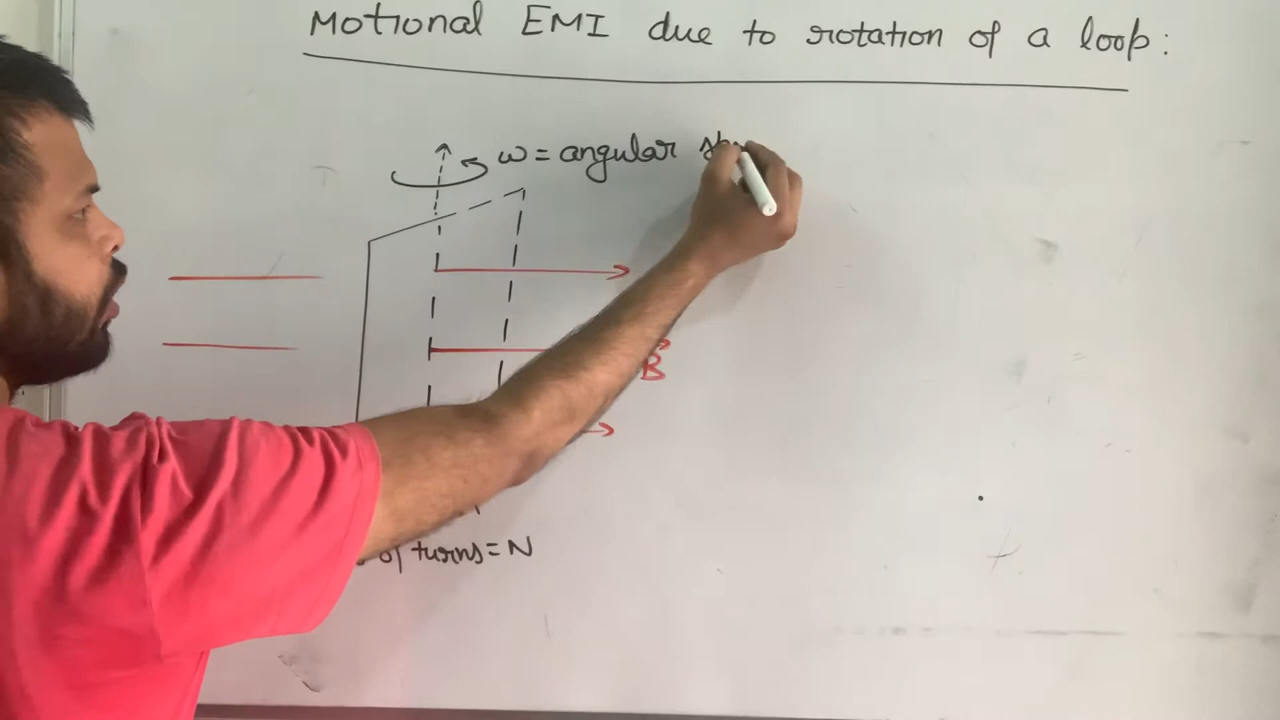 Motional EMI due to rotation of a loop:
ω = angular
B
of turns = N